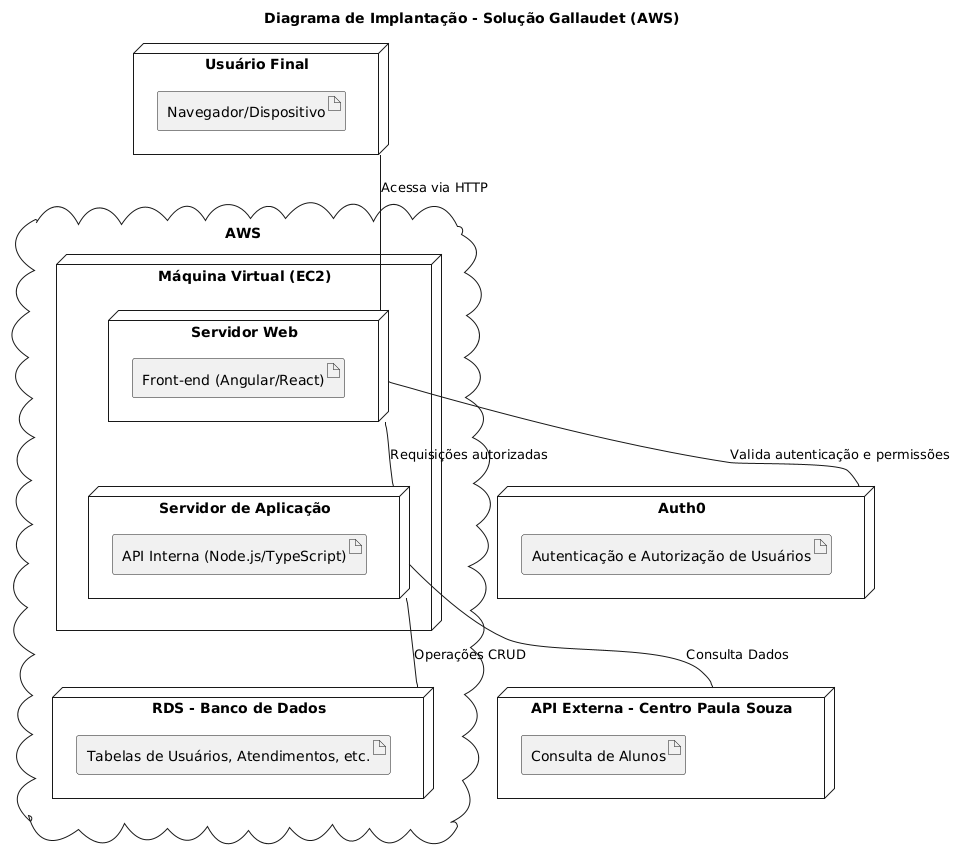 Diagrama de Implantação - Solução Gallaudet (AWS)
Usuário Final
Navegador/Dispositivo
Acessa via HTTP
AWS
Máquina Virtual (EC2)
Servidor Web
Front-end (Angular/React)
Requisições autorizadas
Valida autenticação e permissões
Servidor de Aplicação
API Interna (Node.js/TypeScript)
Auth0
Autenticação e Autorização de Usuários
Operações CRUD
Consulta Dados
RDS - Banco de Dados
Tabelas de Usuários, Atendimentos, etc.
API Externa - Centro Paula Souza
Consulta de Alunos